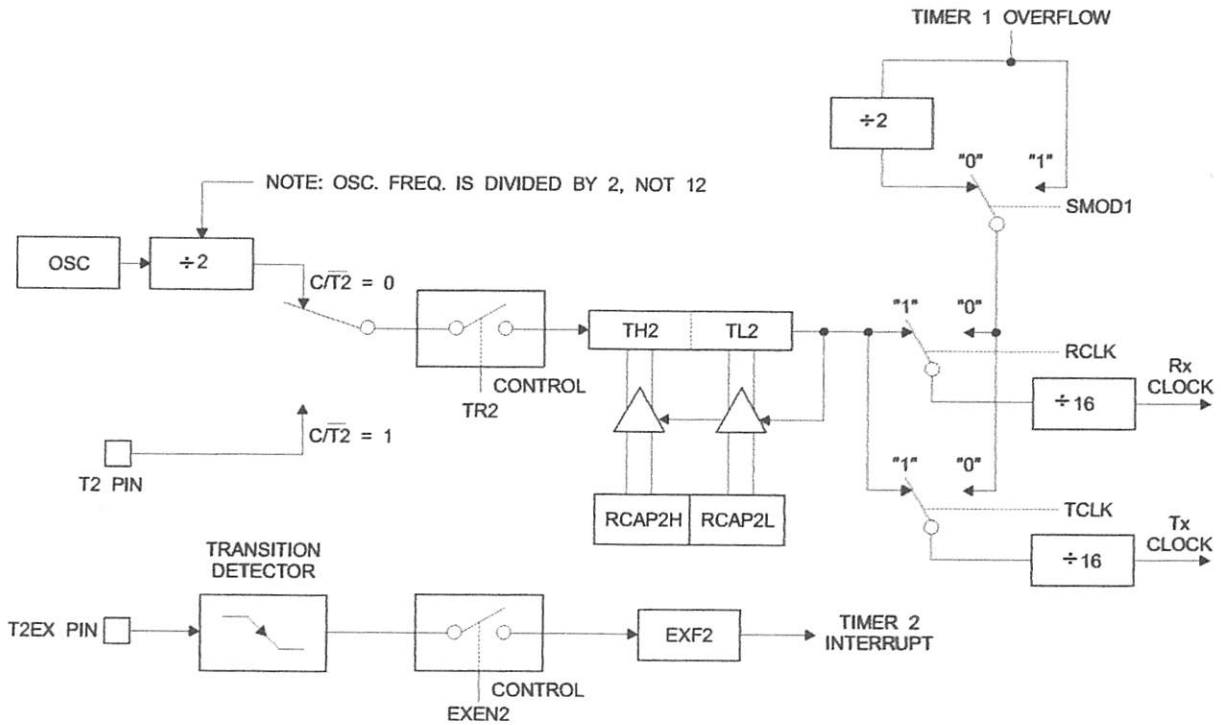 TIMER 1 OVERFLOW
÷2
"0"
"1"
NOTE: OSC. FREQ. IS DIVIDED BY 2, NOT 12
SMOD1
OSC
÷2
C/T̅2̅ = 0
TH2
TL2
"1"
"0"
RCLK
CONTROL
TR2
Rx
CLOCK
÷16
C/T̅2̅ = 1
T2 PIN
"1"
"0"
RCAP2H
RCAP2L
TCLK
Tx
CLOCK
÷16
TRANSITION
DETECTOR
T2EX PIN
EXF2
TIMER 2
INTERRUPT
CONTROL
EXEN2